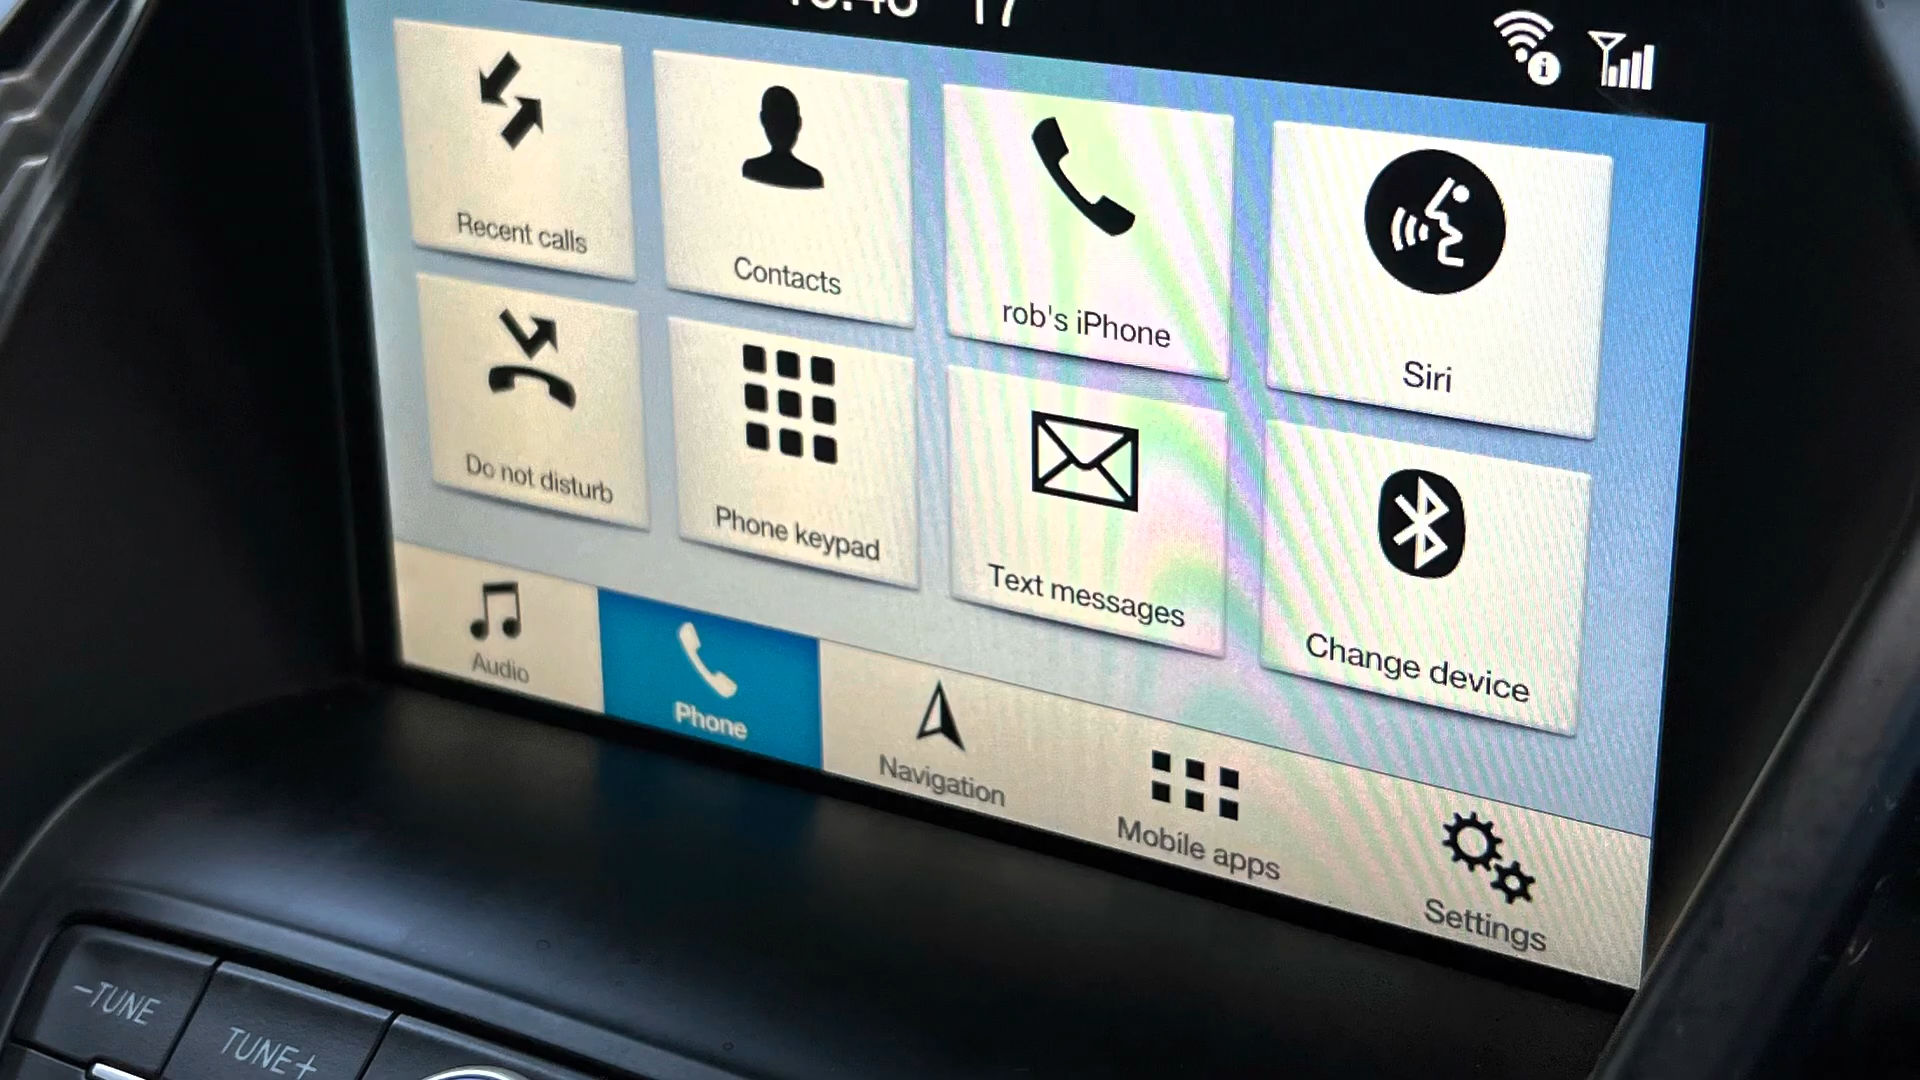 17
Recent calls
Contacts
rob's iPhone
Siri
Do not disturb
Phone keypad
Text messages
Change device
Audio
Phone
Navigation
Mobile apps
Settings
-TUNE
TUNE+